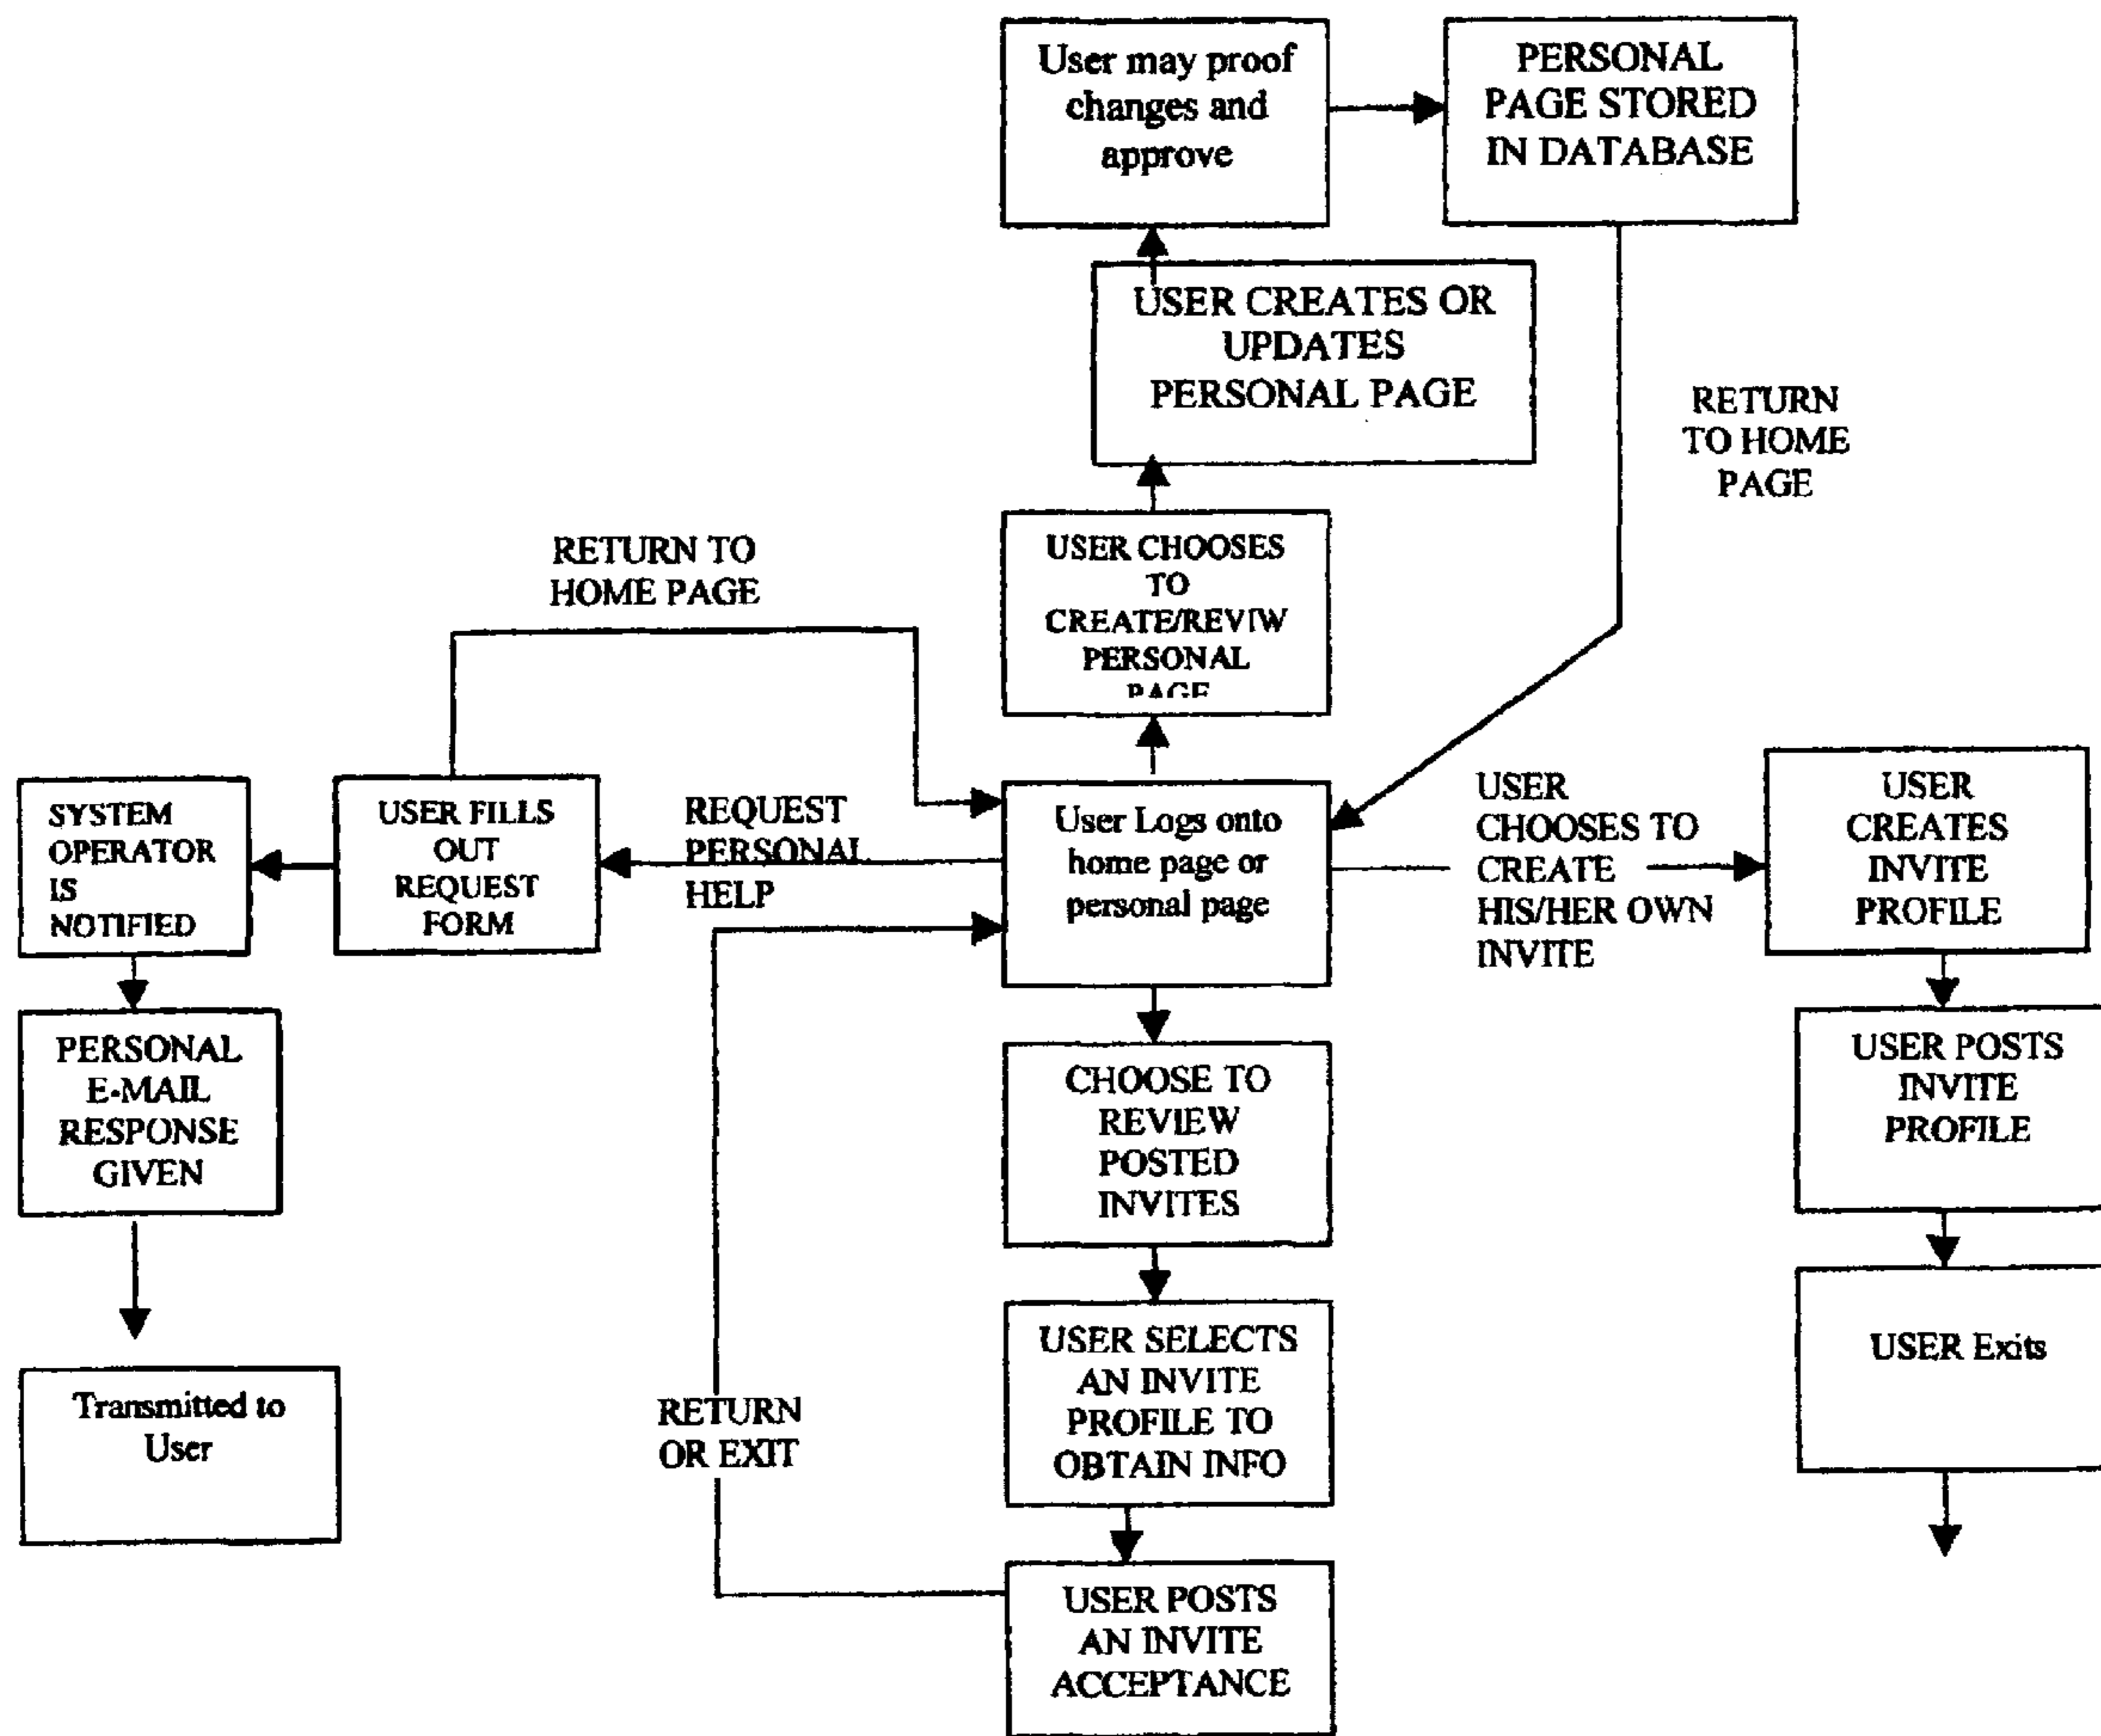 User may proof
changes and
approve
PERSONAL
PAGE STORED
IN DATABASE
USER CREATES OR
UPDATES
PERSONAL PAGE
RETURN
TO HOME
PAGE
RETURN TO
HOME PAGE
USER CHOOSES
TO
CREATE/REVIW
PERSONAL
PAGE
SYSTEM
OPERATOR
IS
NOTIFIED
USER FILLS
OUT
REQUEST
FORM
REQUEST
PERSONAL
HELP
User Logs onto
home page or
personal page
USER
CHOOSES TO
CREATE
HIS/HER OWN
INVITE
USER
CREATES
INVITE
PROFILE
PERSONAL
E-MAIL
RESPONSE
GIVEN
CHOOSE TO
REVIEW
POSTED
INVITES
USER POSTS
INVITE
PROFILE
Transmitted to
User
RETURN
OR EXIT
USER SELECTS
AN INVITE
PROFILE TO
OBTAIN INFO
USER Exits
USER POSTS
AN INVITE
ACCEPTANCE